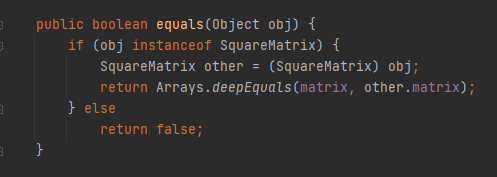 public boolean equals(Object obj) {
    if (obj instanceof SquareMatrix) {
        SquareMatrix other = (SquareMatrix) obj;
        return Arrays.deepEquals(matrix, other.matrix);
    } else
        return false;
}